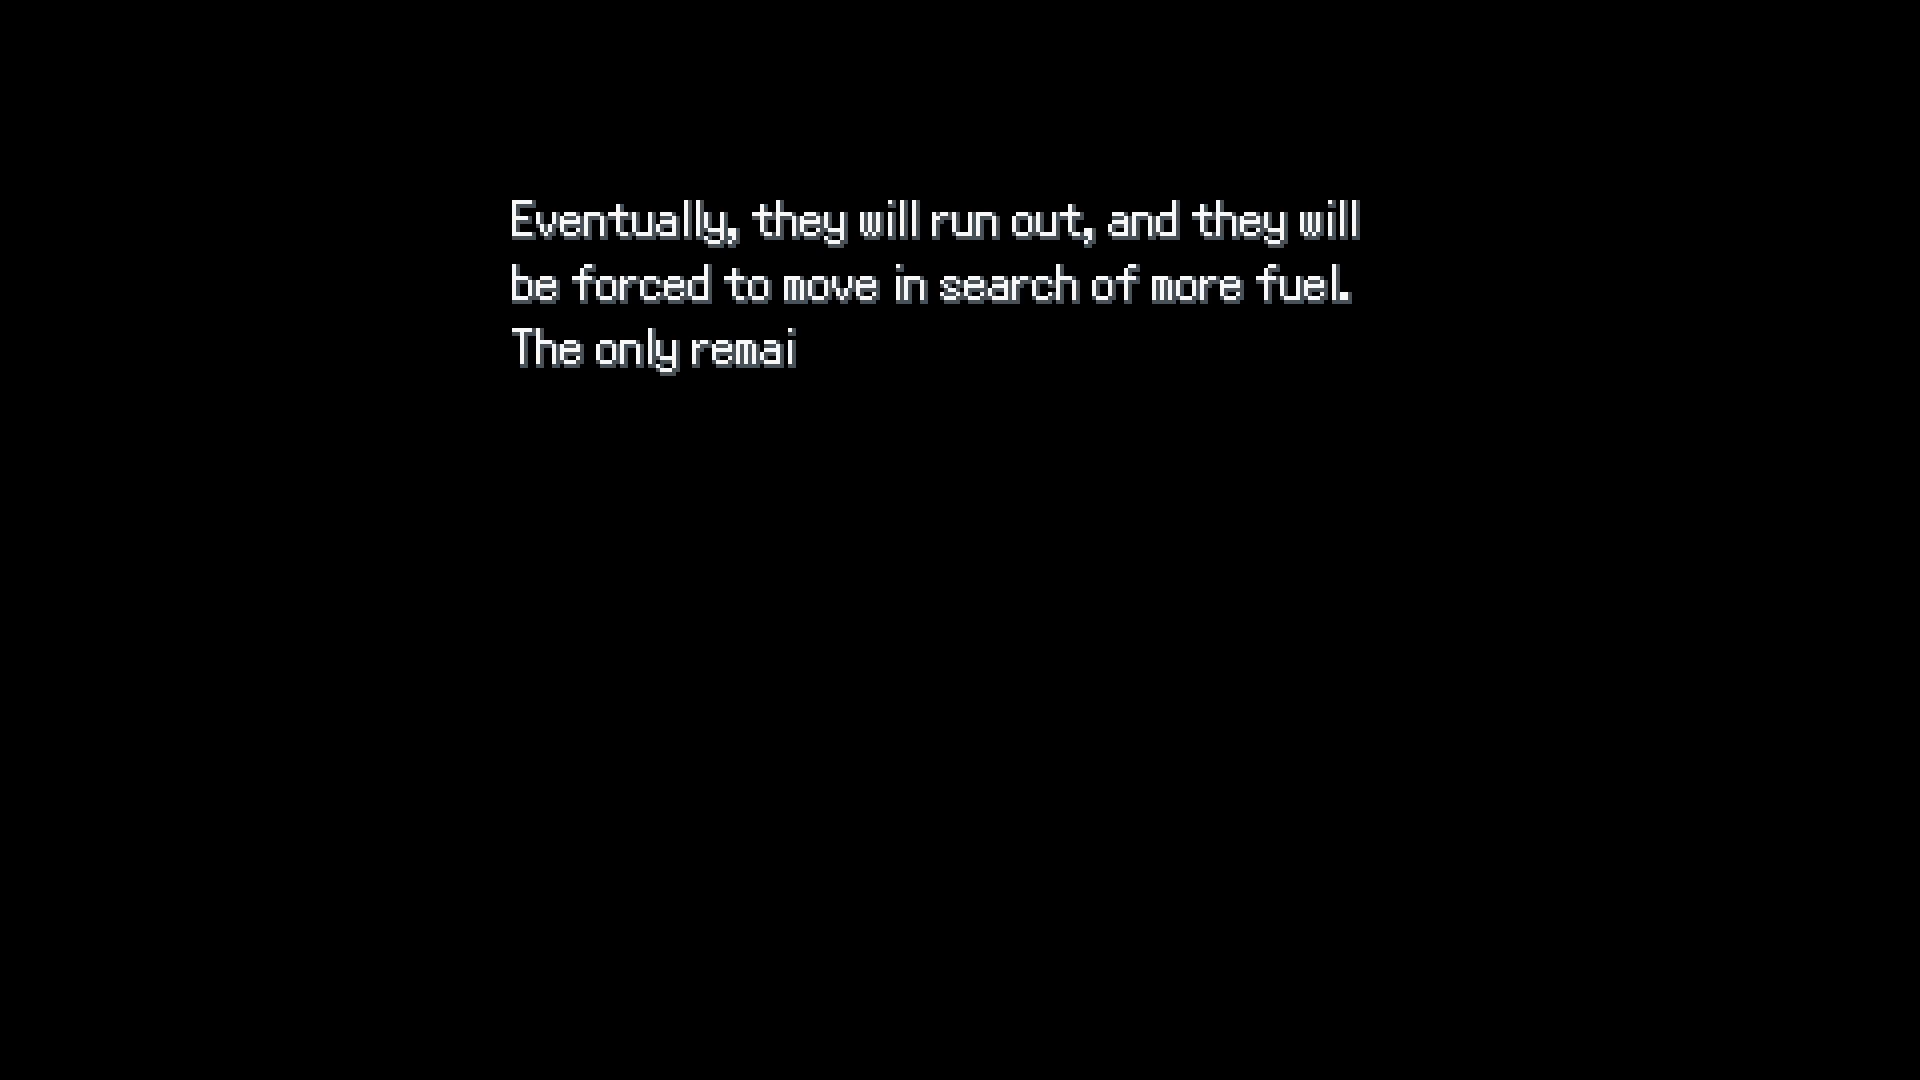 Eventually, they will run out, and they will
be forced to move in search of more fuel.
The only remai